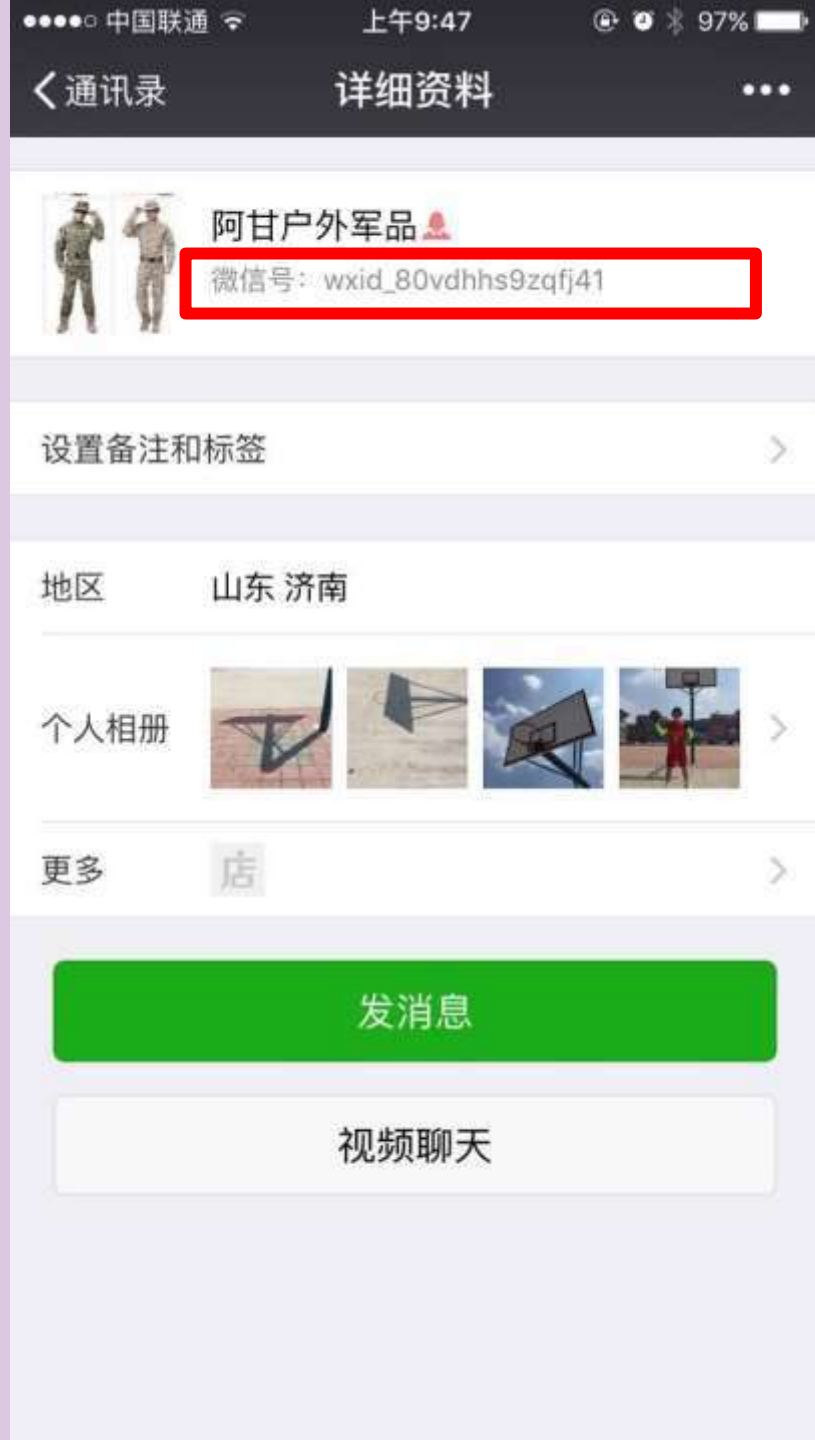 中国联通 上午9:47 97%
通讯录 详细资料
阿甘户外军品
微信号: wxid_80vdhhs9zqfj41
设置备注和标签
地区 山东 济南
个人相册
更多 店
发消息
视频聊天